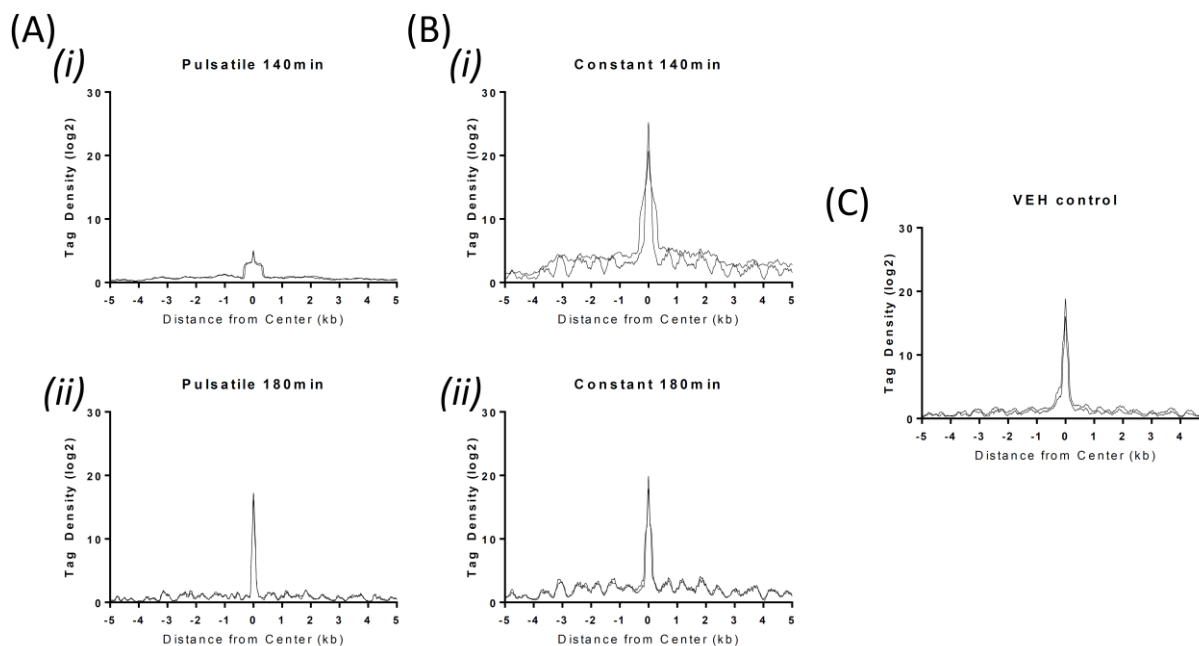 (A)
(i)
Pulsatile 140min
Tag Density (log2)
30
20
10
0
-5 -4 -3 -2 -1 0 1 2 3 4 5
Distance from Center (kb)
(ii)
Pulsatile 180min
Tag Density (log2)
30
20
10
0
-5 -4 -3 -2 -1 0 1 2 3 4 5
Distance from Center (kb)
(B)
(i)
Constant 140min
Tag Density (log2)
30
20
10
0
-5 -4 -3 -2 -1 0 1 2 3 4 5
Distance from Center (kb)
(ii)
Constant 180min
Tag Density (log2)
30
20
10
0
-5 -4 -3 -2 -1 0 1 2 3 4 5
Distance from Center (kb)
(C)
VEH control
Tag Density (log2)
30
20
10
0
-5 -4 -3 -2 -1 0 1 2 3 4
Distance from Center (kb)